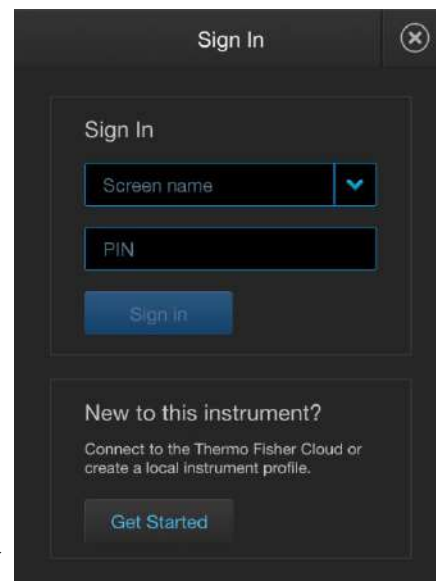 Sign In
Sign In
Screen name
PIN
Sign in
New to this instrument?
Connect to the Thermo Fisher Cloud or
create a local instrument profile.
Get Started